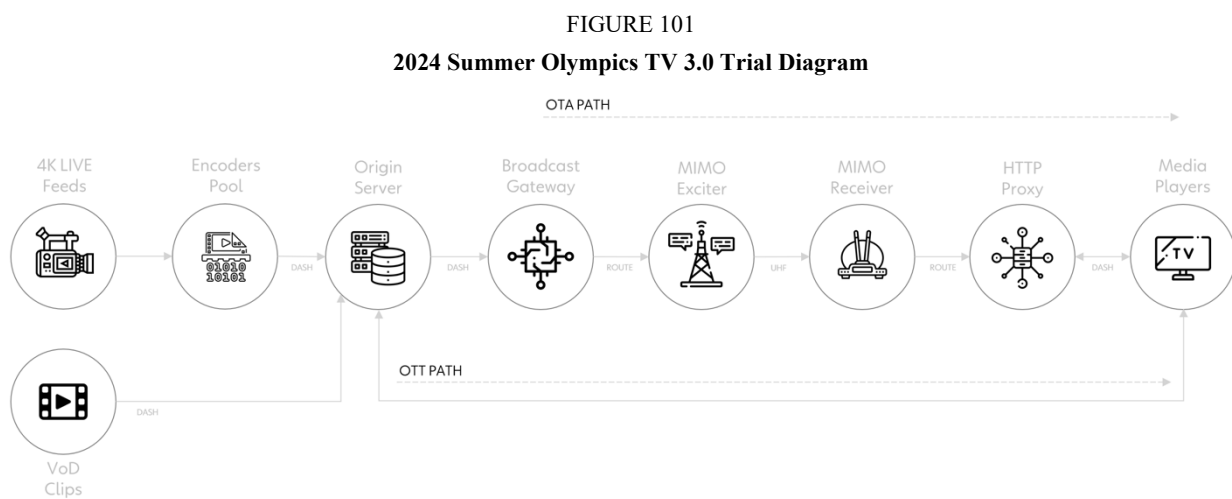 FIGURE 101
2024 Summer Olympics TV 3.0 Trial Diagram
OTA PATH
4K LIVE
Feeds
Encoders
Pool
Origin
Server
Broadcast
Gateway
MIMO
Exciter
MIMO
Receiver
HTTP
Proxy
Media
Players
01010
10101
TV
DASH
DASH
ROUTE
UHF
ROUTE
DASH
OTT PATH
DASH
VoD
Clips